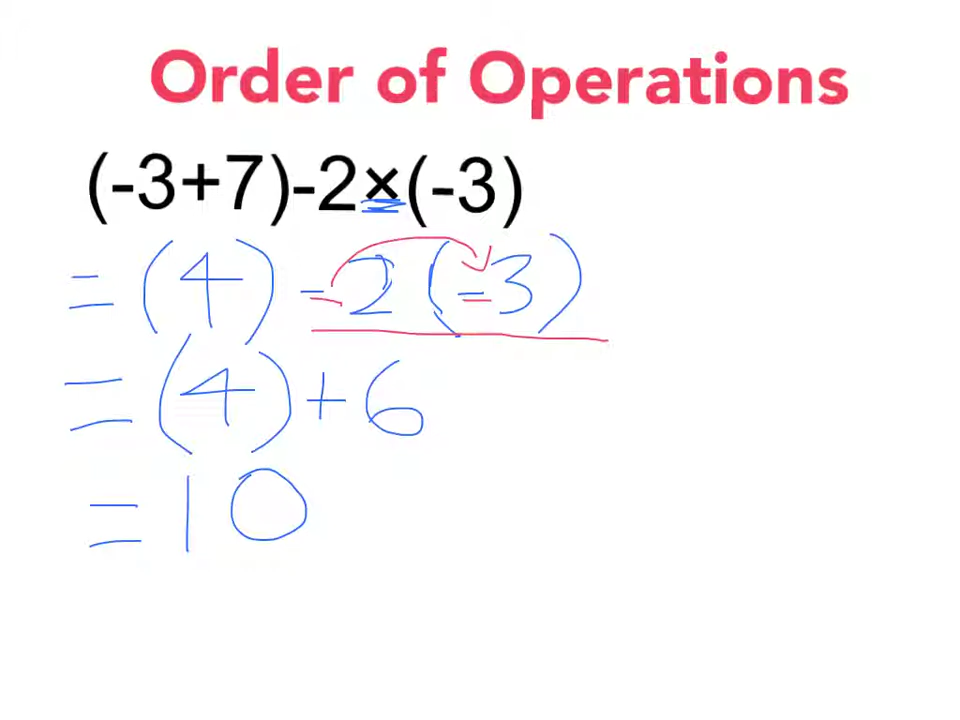 Order of Operations
(-3+7)-2×(-3)
= (4) -2(-3)
= (4)+6
= 10